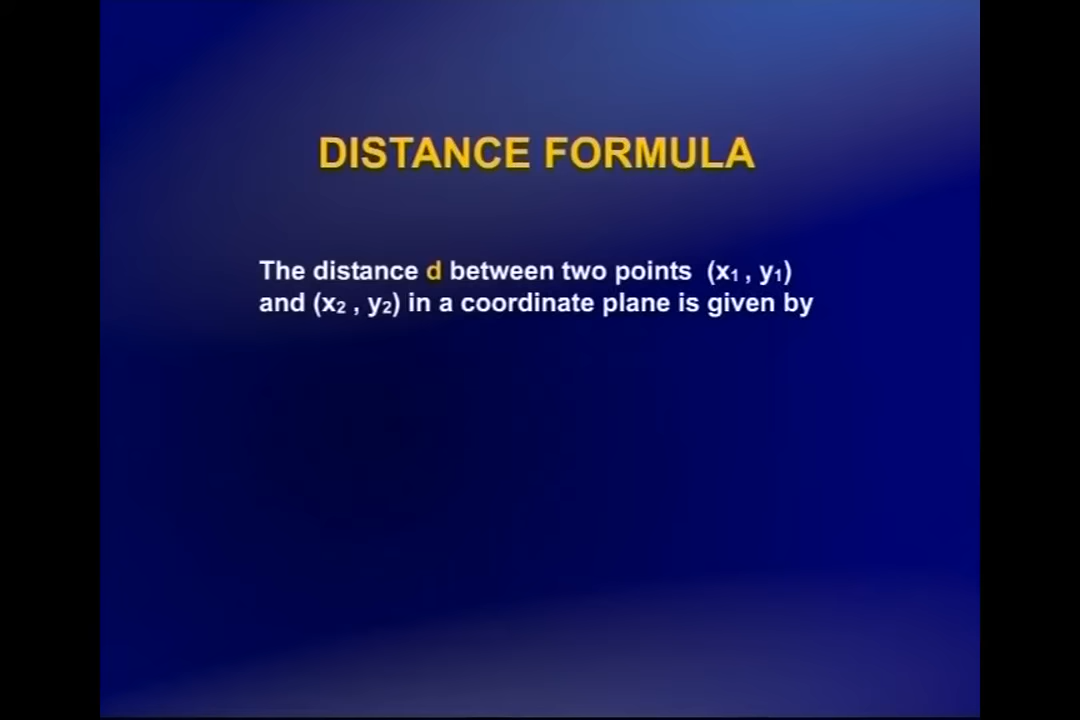 DISTANCE FORMULA
The distance d between two points (x₁ , y₁)
and (x₂ , y₂) in a coordinate plane is given by